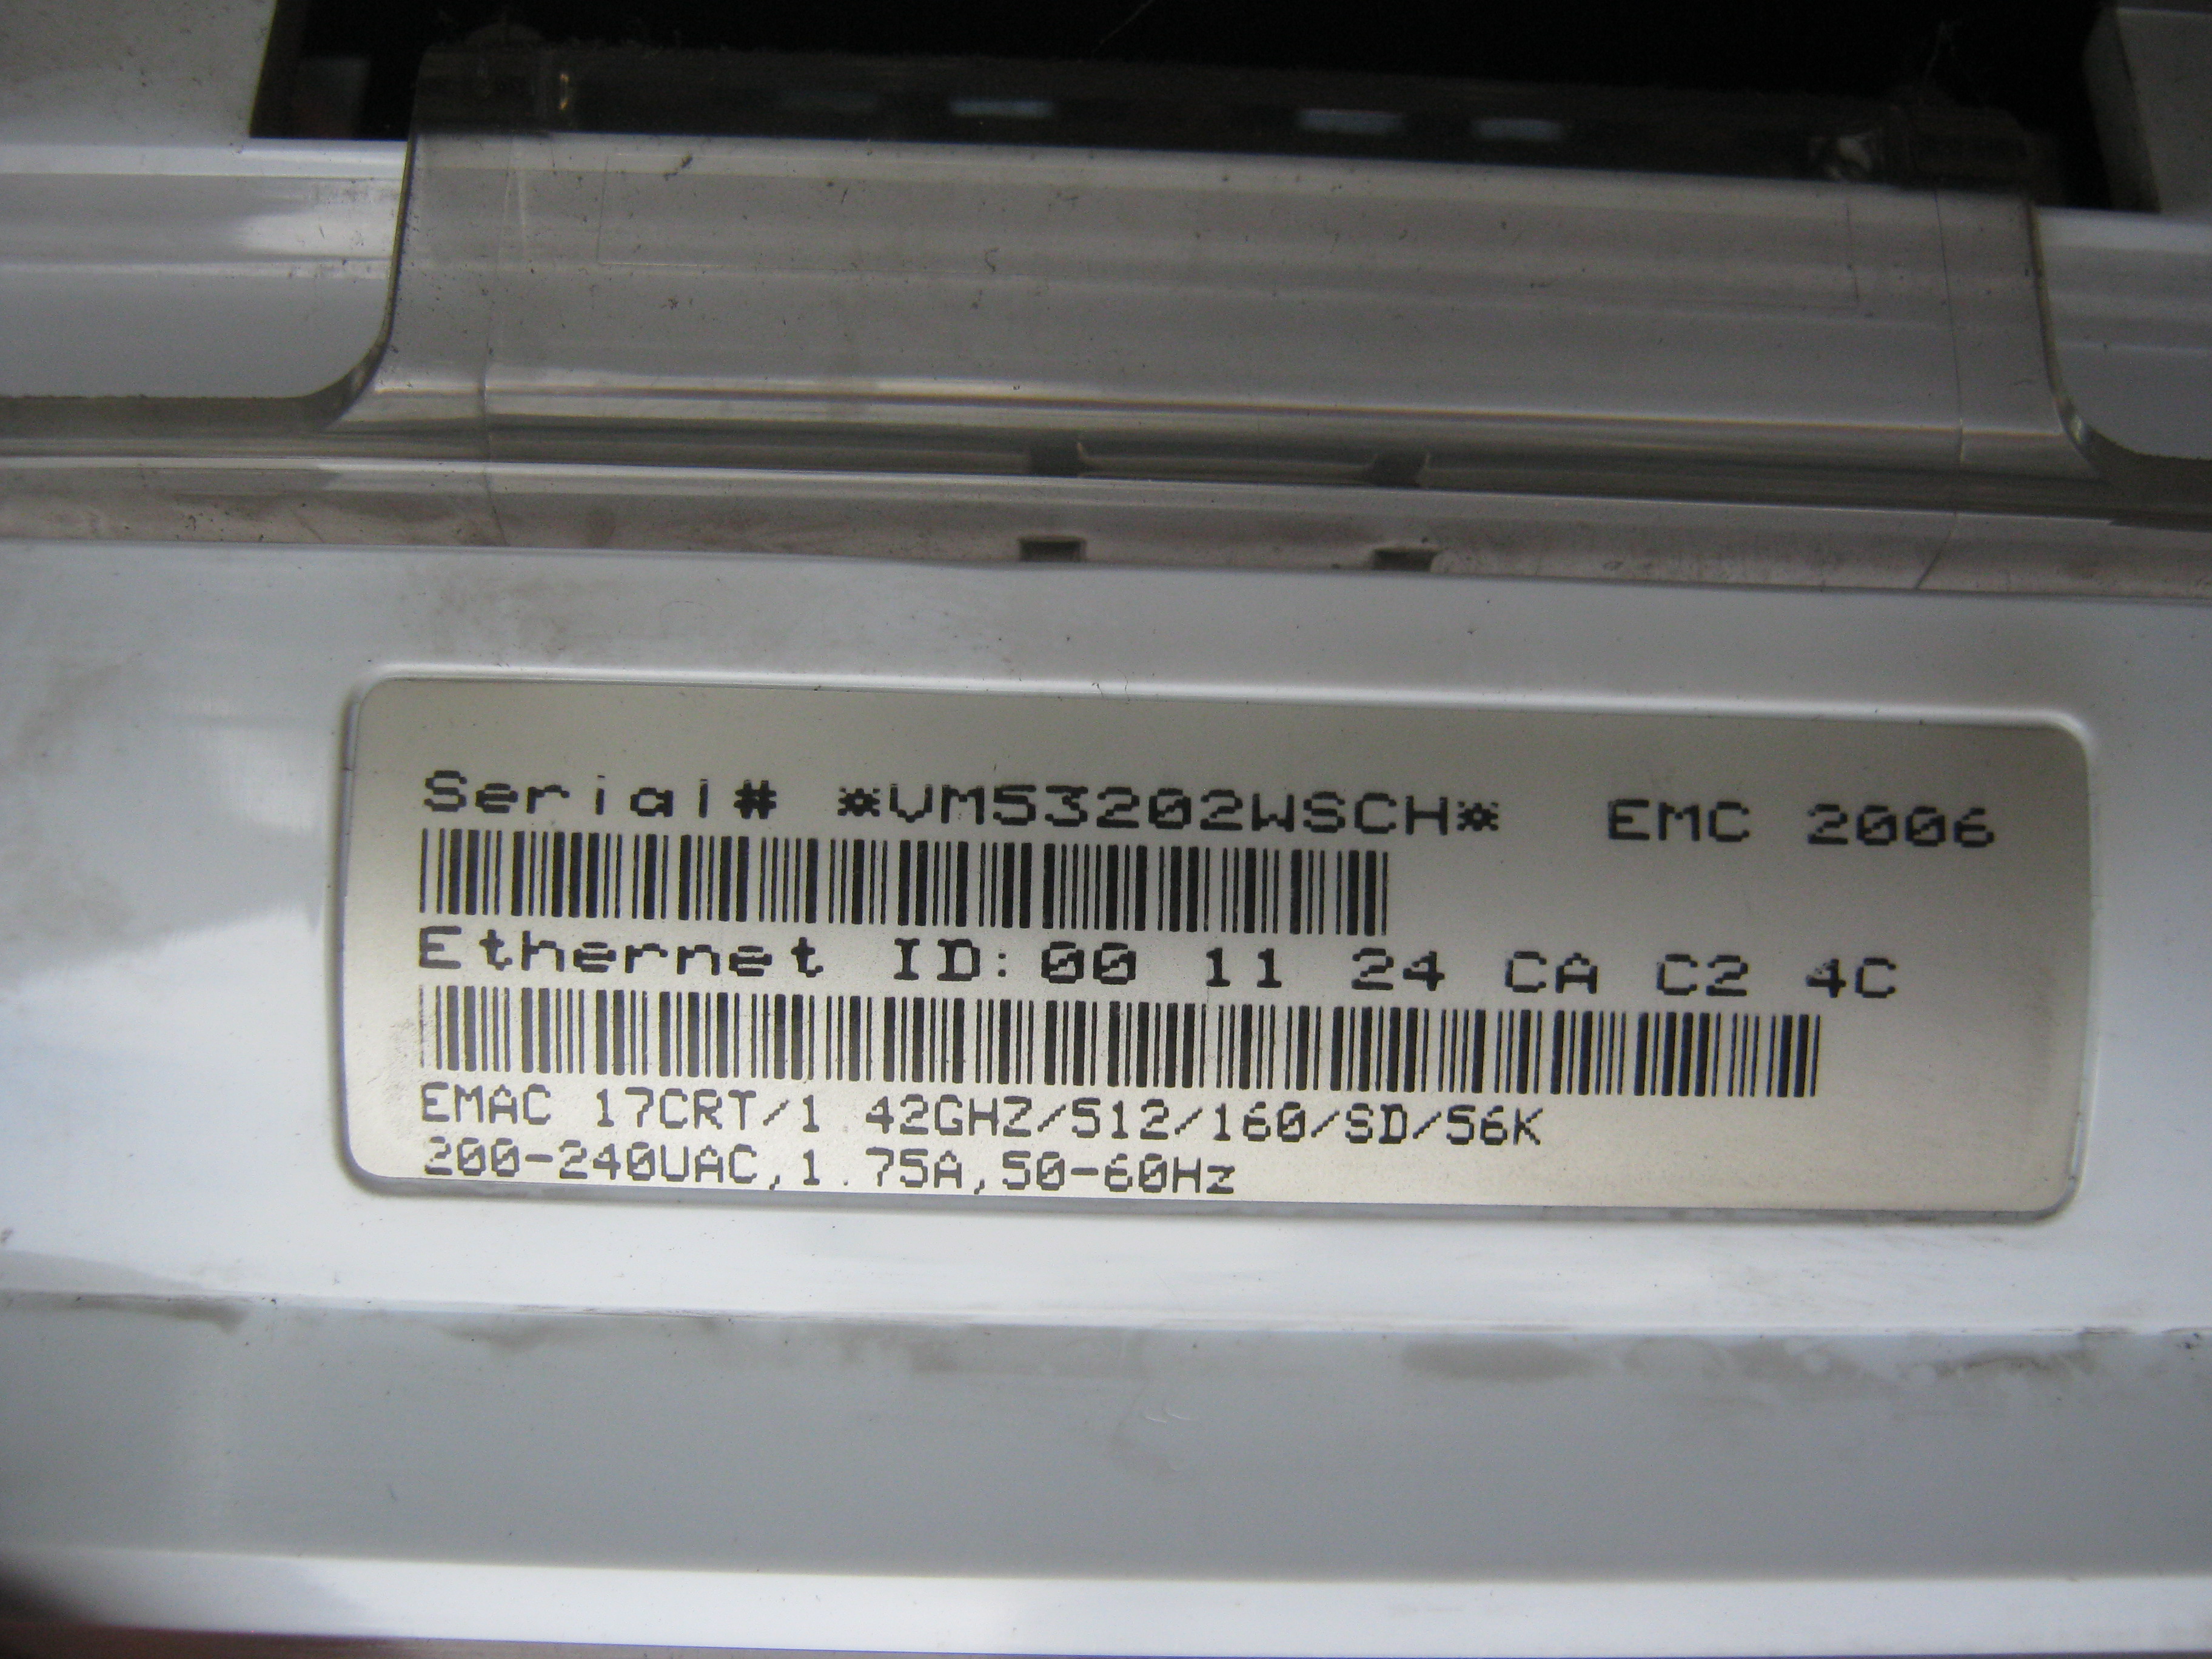 Serial# *VM53202WSCH* EMC 2006
Ethernet ID: 00 11 24 CA C2 4C
EMAC 17CRT/1.42GHZ/512/160/SD/56K
200-240VAC,1.75A,50-60Hz